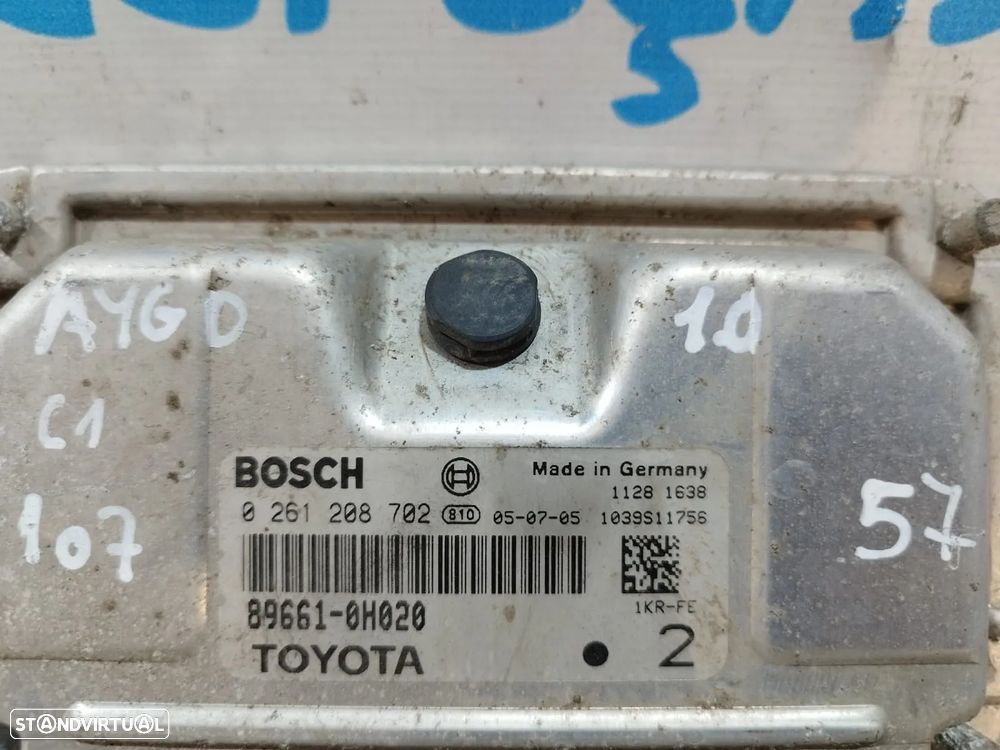 AYGO
1.0
C1
107
57
BOSCH
Made in Germany
1128 1638
0 261 208 702 810 05-07-05 1039S11756
89661-0H020
1KR-FE
TOYOTA
2
STANDVIRTUAL